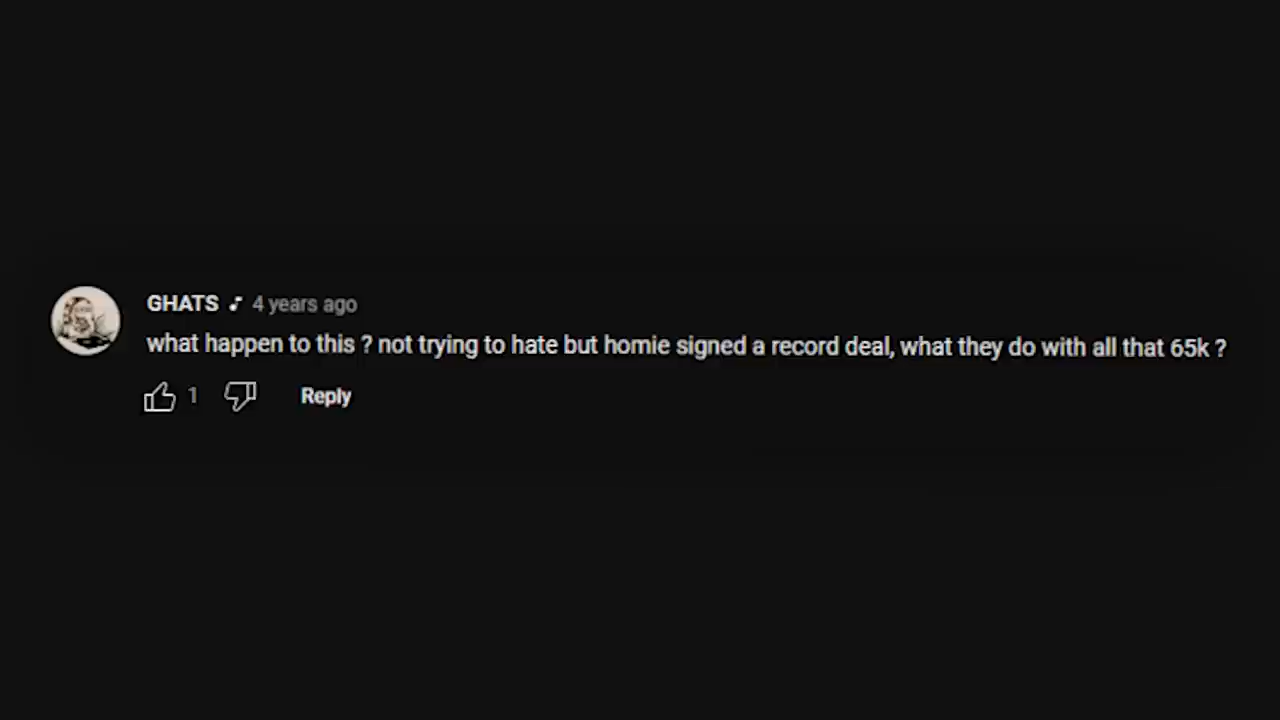 GHATS ♪ 4 years ago
what happen to this ? not trying to hate but homie signed a record deal, what they do with all that 65k ?
1 Reply